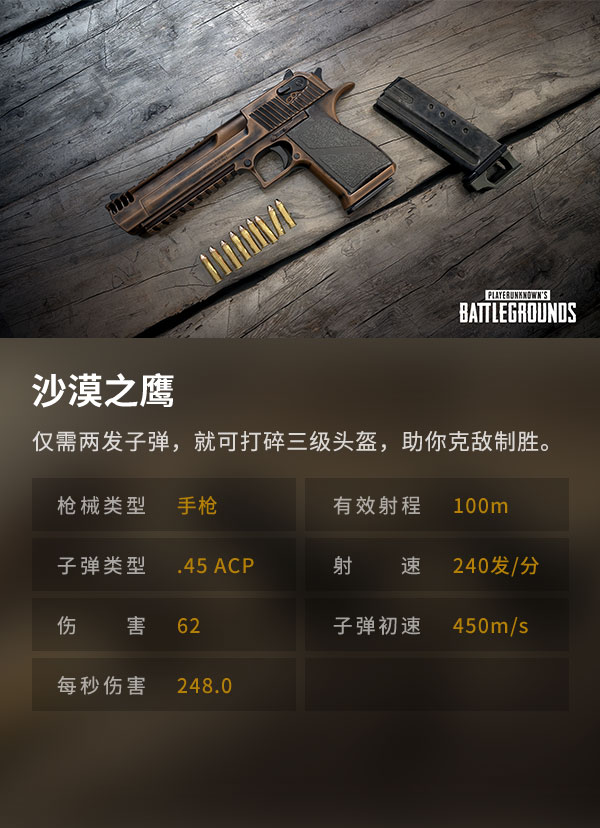 PLAYERUNKNOWN'S
BATTLEGROUNDS
沙漠之鹰
仅需两发子弹，就可打碎三级头盔，助你克敌制胜。
枪械类型 手枪 有效射程 100m
子弹类型 .45 ACP 射 速 240发/分
伤 害 62 子弹初速 450m/s
每秒伤害 248.0